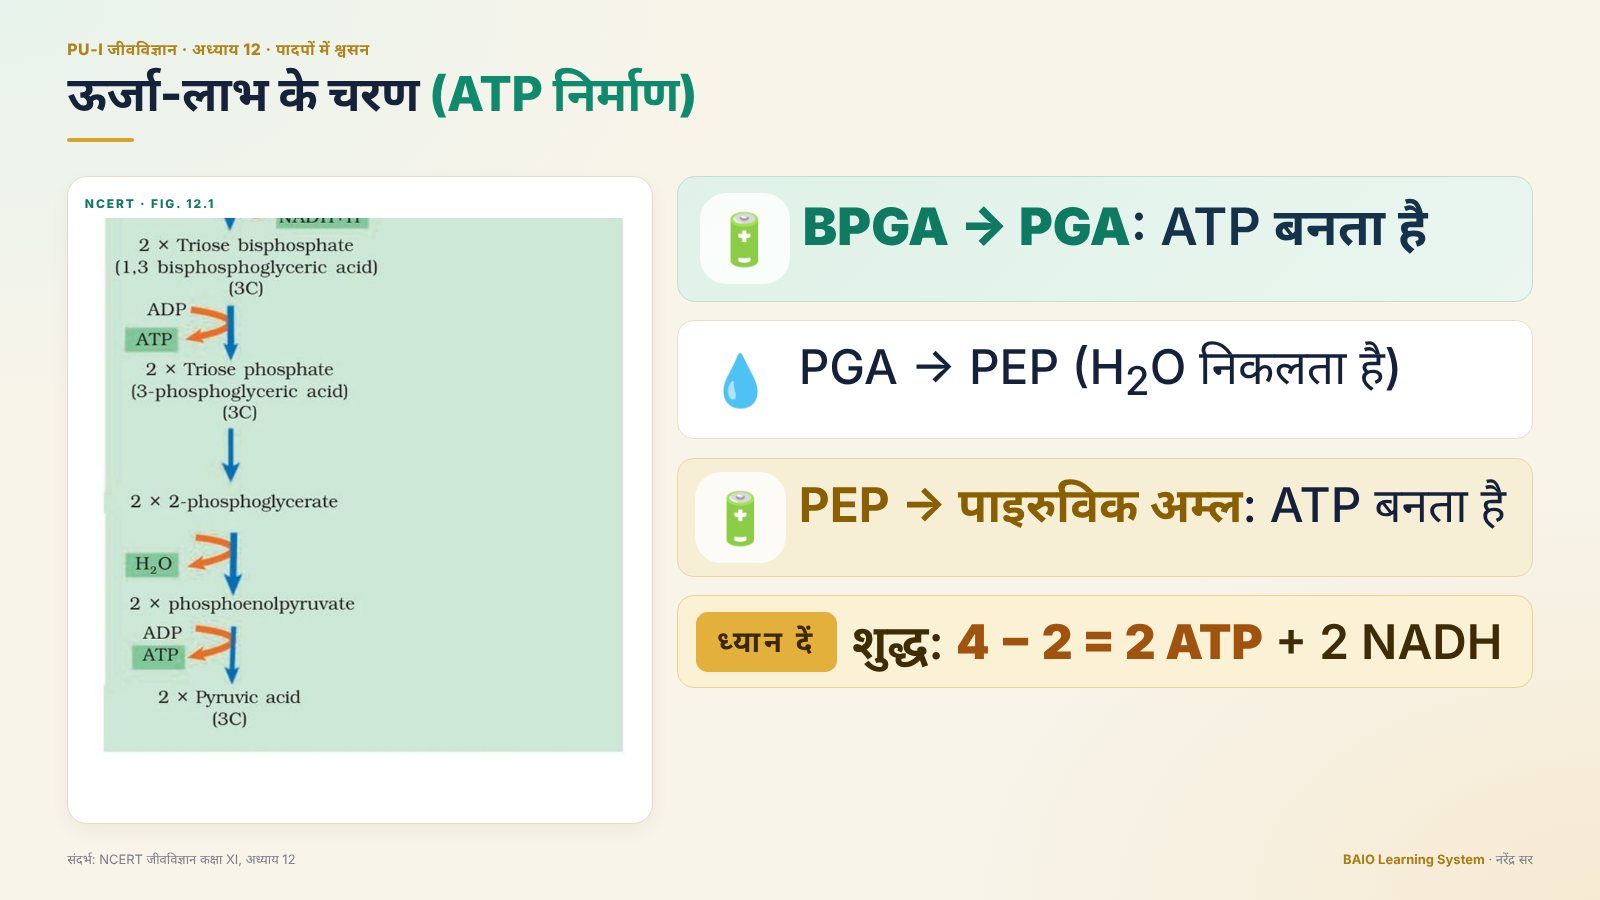 PU-I जीवविज्ञान · अध्याय 12 · पादपों में श्वसन
ऊर्जा-लाभ के चरण (ATP निर्माण)
NCERT · FIG. 12.1
2 × Triose bisphosphate
(1,3 bisphosphoglyceric acid)
(3C)
ADP
ATP
2 × Triose phosphate
(3-phosphoglyceric acid)
(3C)
2 × 2-phosphoglycerate
H₂O
2 × phosphoenolpyruvate
ADP
ATP
2 × Pyruvic acid
(3C)
BPGA → PGA: ATP बनता है
PGA → PEP (H₂O निकलता है)
PEP → पाइरुविक अम्ल: ATP बनता है
ध्यान दें शुद्ध: 4 − 2 = 2 ATP + 2 NADH
संदर्भ: NCERT जीवविज्ञान कक्षा XI, अध्याय 12
BAIO Learning System · नरेंद्र सर